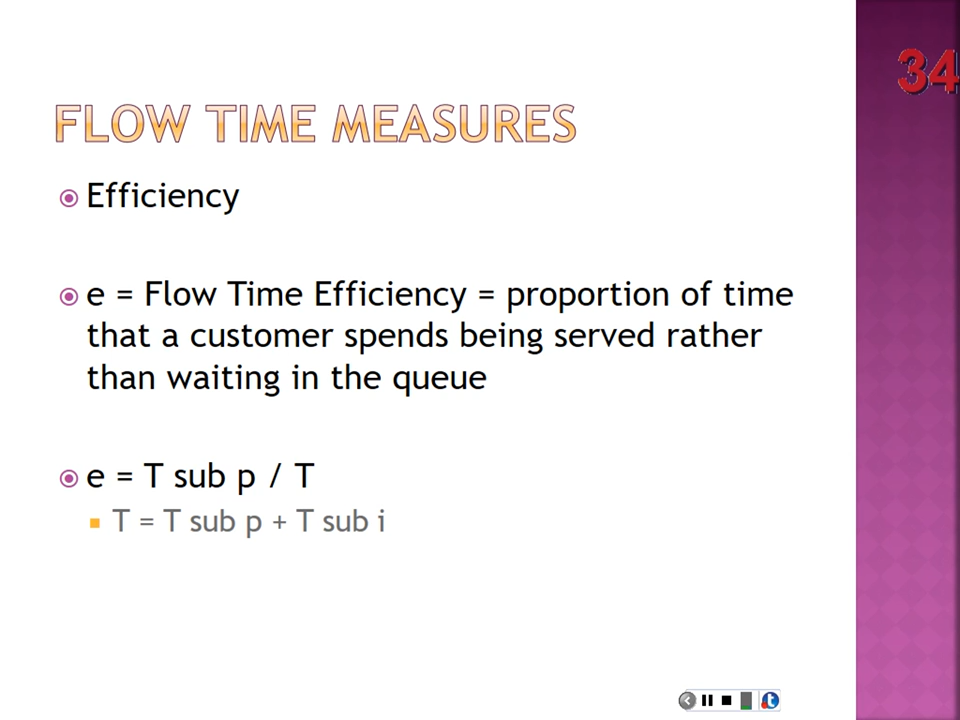 34
FLOW TIME MEASURES
Efficiency
e = Flow Time Efficiency = proportion of time
that a customer spends being served rather
than waiting in the queue
e = T sub p / T
T = T sub p + T sub i
t